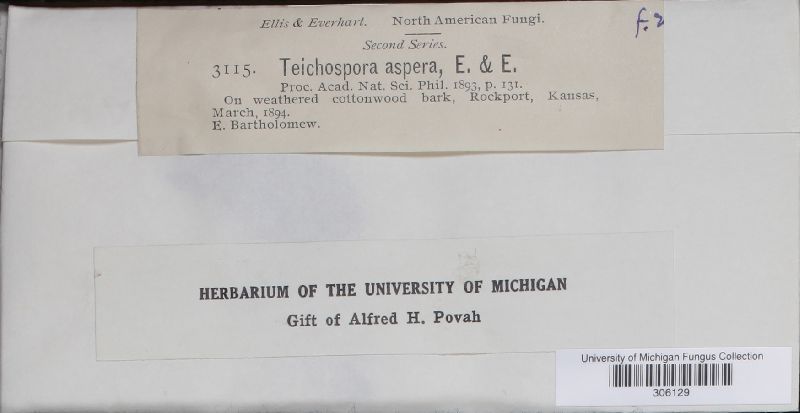 Ellis & Everhart. North American Fungi.
f.2
Second Series.
3115. Teichospora aspera, E. & E.
Proc. Acad. Nat. Sci. Phil. 1893, p. 131.
On weathered cottonwood bark, Rockport, Kansas,
March, 1894.
E. Bartholomew.
HERBARIUM OF THE UNIVERSITY OF MICHIGAN
Gift of Alfred H. Povah
University of Michigan Fungus Collection
306129